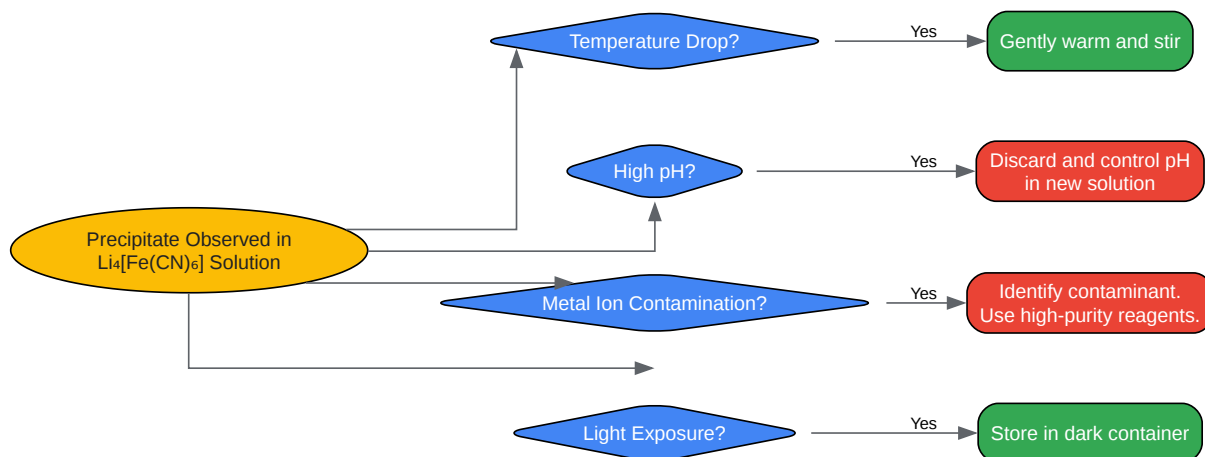 Temperature Drop?
Yes
Gently warm and stir
High pH?
Yes
Discard and control pH
in new solution
Precipitate Observed in
Li₄[Fe(CN)₆] Solution
Metal Ion Contamination?
Yes
Identify contaminant.
Use high-purity reagents.
Light Exposure?
Yes
Store in dark container